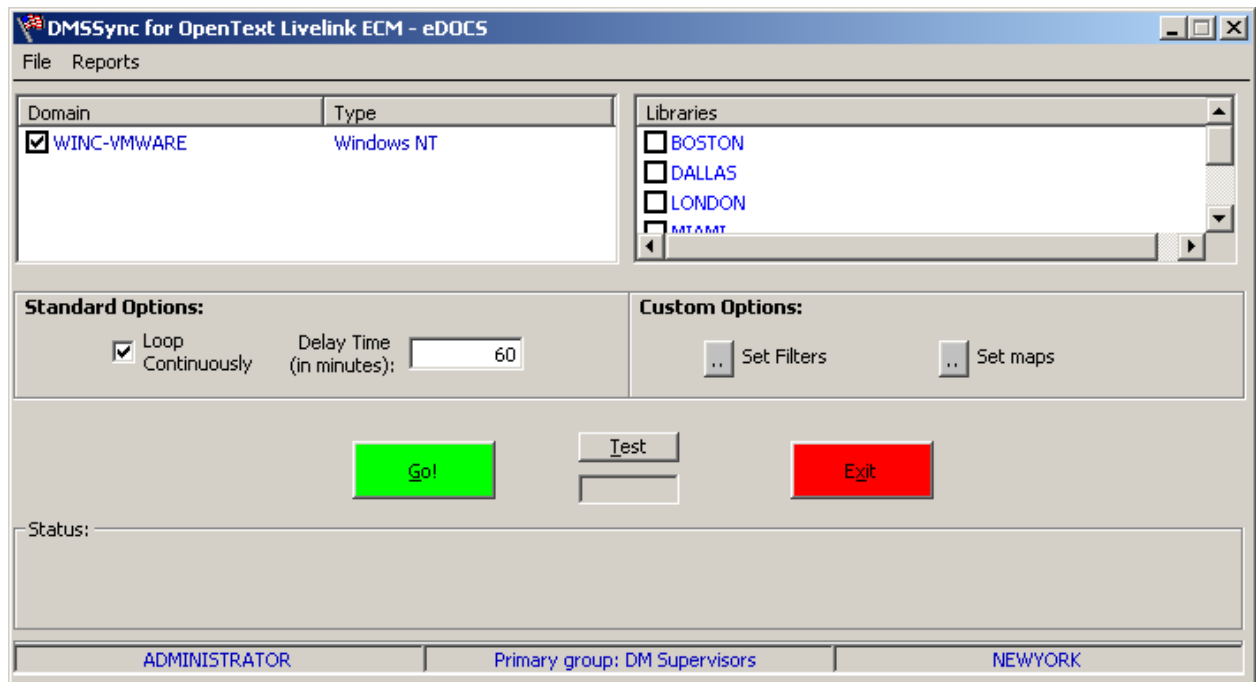 DMSSync for OpenText Livelink ECM - eDOCS
File Reports
Domain Type
WINC-VMWARE Windows NT
Libraries
BOSTON
DALLAS
LONDON
MIAMI
Standard Options:
Loop
Continuously
Delay Time
(in minutes):
60
Custom Options:
.. Set Filters
.. Set maps
Go!
Test
Exit
Status:
ADMINISTRATOR
Primary group: DM Supervisors
NEWYORK